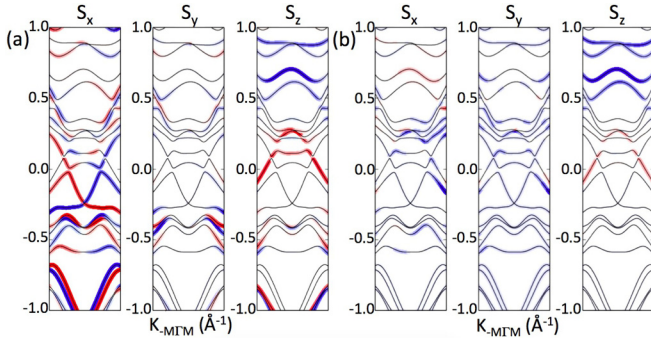 (a) Sx Sy Sz (b) Sx Sy Sz
1.0 1.0 1.0 1.0 1.0 1.0
0.5 0.5 0.5 0.5 0.5 0.5
0.0 0.0 0.0 0.0 0.0 0.0
-0.5 -0.5 -0.5 -0.5 -0.5 -0.5
-1.0 -1.0 -1.0 -1.0 -1.0 -1.0
K-MΓM (Å-1) K-MΓM (Å-1)